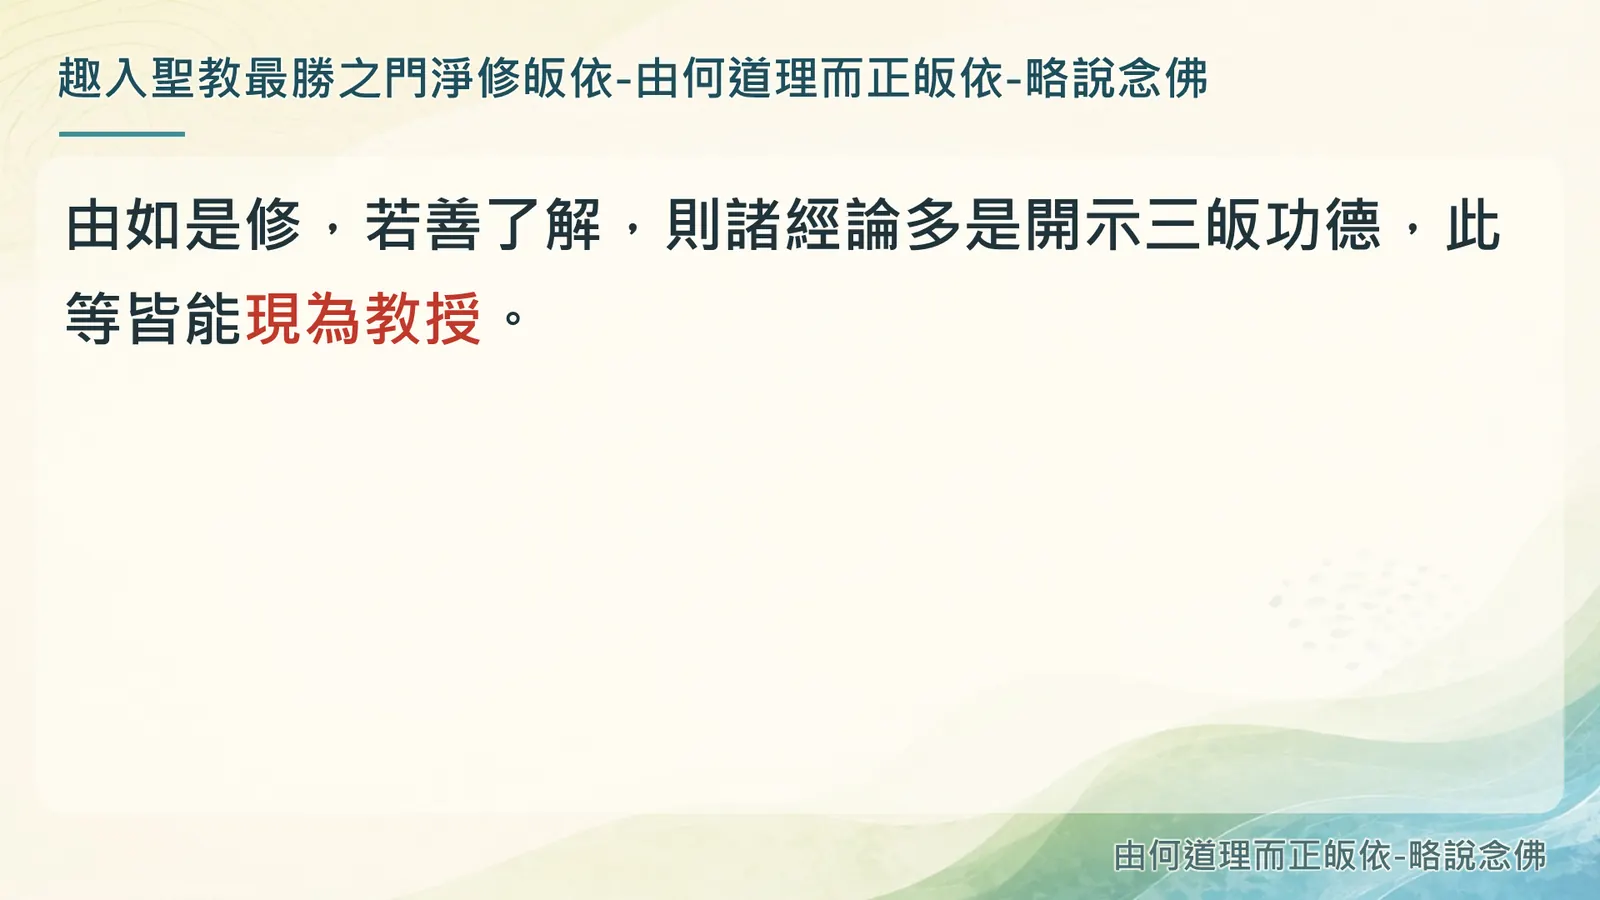 趣入聖教最勝之門淨修皈依-由何道理而正皈依-略說念佛
由如是修，若善了解，則諸經論多是開示三皈功德，此
等皆能現為教授。
由何道理而正皈依-略說念佛